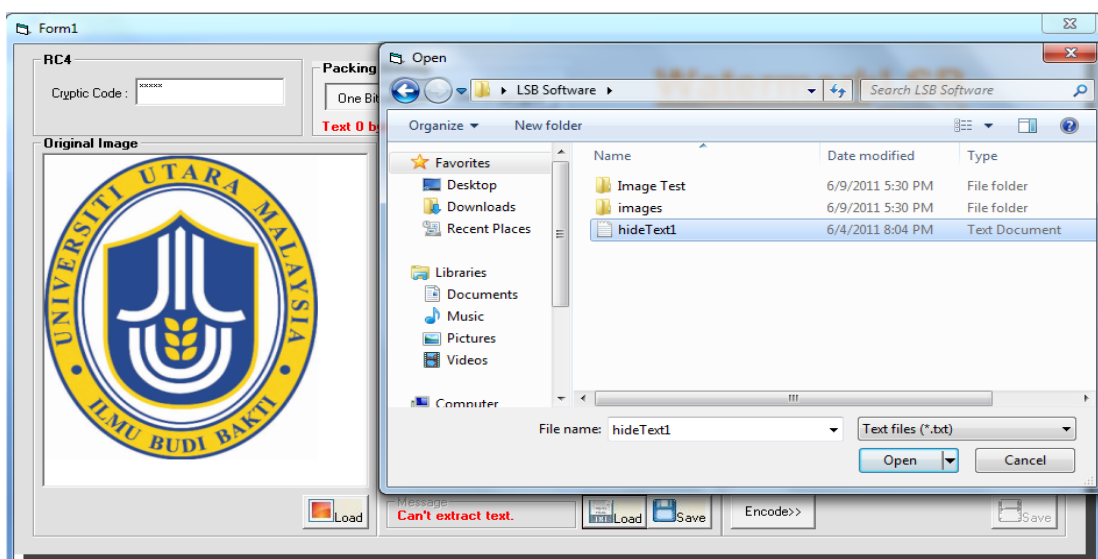 Form1
RC4
Cryptic Code :
*****
Packing
One Bit
Text 0 b
Original Image
UNIVERSITI UTARA MALAYSIA
ILMU BUDI BAKTI
Load
Open
LSB Software
Search LSB Software
Organize
New folder
Favorites
Desktop
Downloads
Recent Places
Libraries
Documents
Music
Pictures
Videos
Computer
Name Date modified Type
Image Test 6/9/2011 5:30 PM File folder
images 6/9/2011 5:30 PM File folder
hideText1 6/4/2011 8:04 PM Text Document
File name: hideText1 Text files (*.txt)
Open Cancel
Message
Can't extract text.
Load Save Encode>> Save